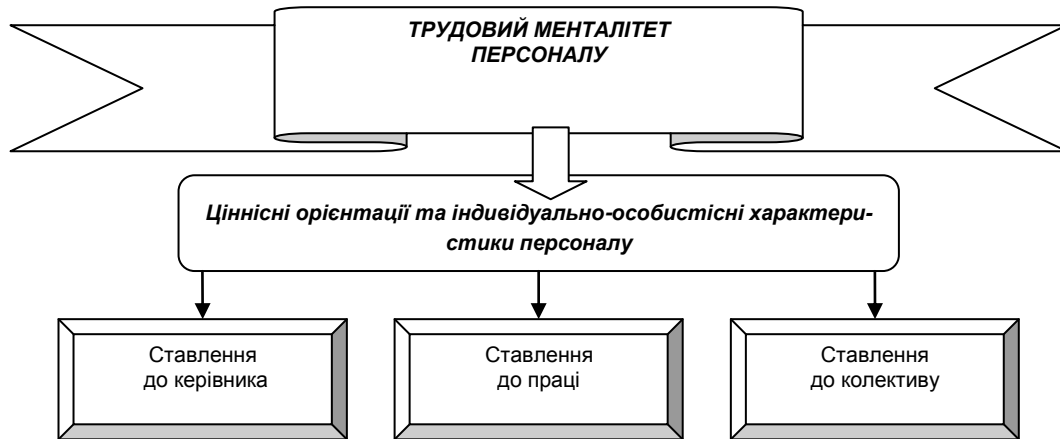 ТРУДОВИЙ МЕНТАЛІТЕТ
ПЕРСОНАЛУ
Ціннісні орієнтації та індивідуально-особистісні характери-
стики персоналу
Ставлення
до керівника
Ставлення
до праці
Ставлення
до колективу